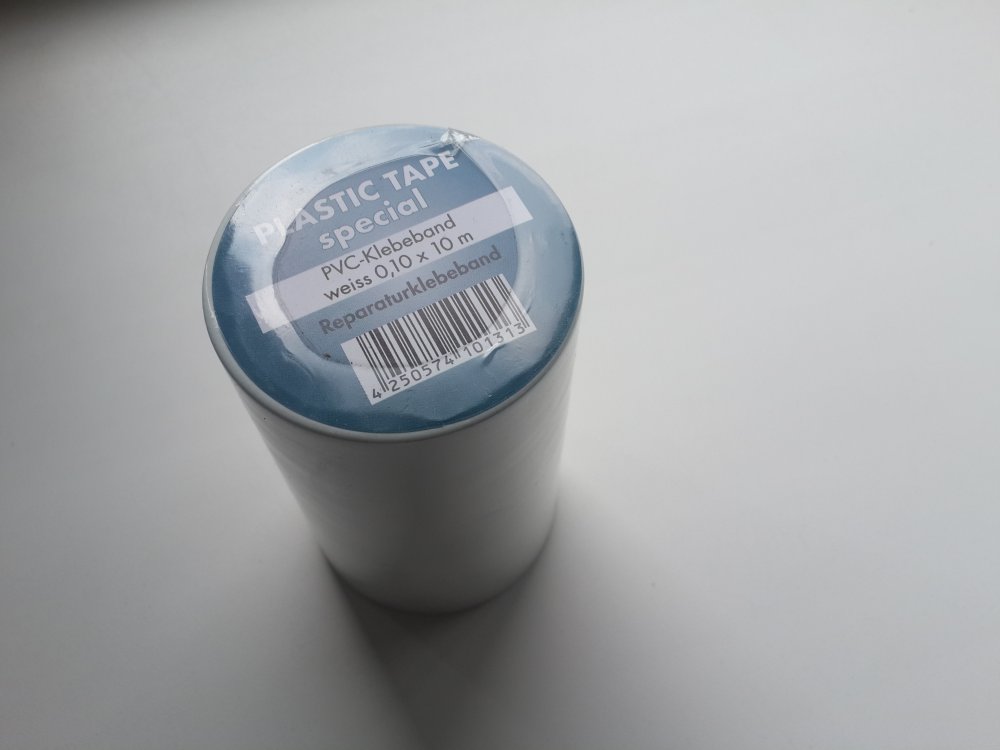 PLASTIC TAPE
special
PVC-Klebeband
weiss 0,10 x 10 m
Reparaturklebeband
4 250574 101313